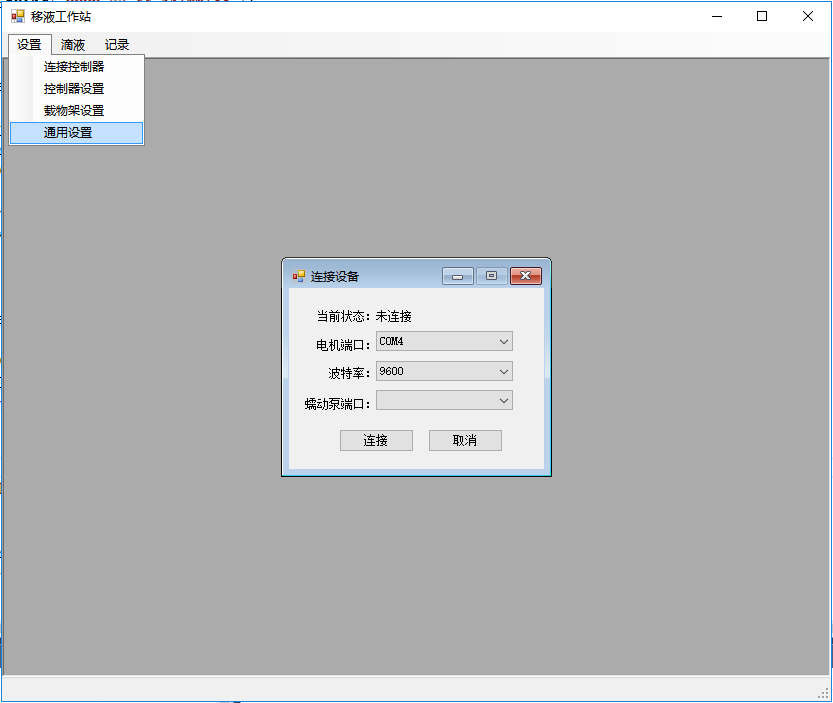 移液工作站
设置 滴液 记录
连接控制器
控制器设置
载物架设置
通用设置
连接设备
当前状态：未连接
电机端口：COM4
波特率：9600
蠕动泵端口：
连接 取消